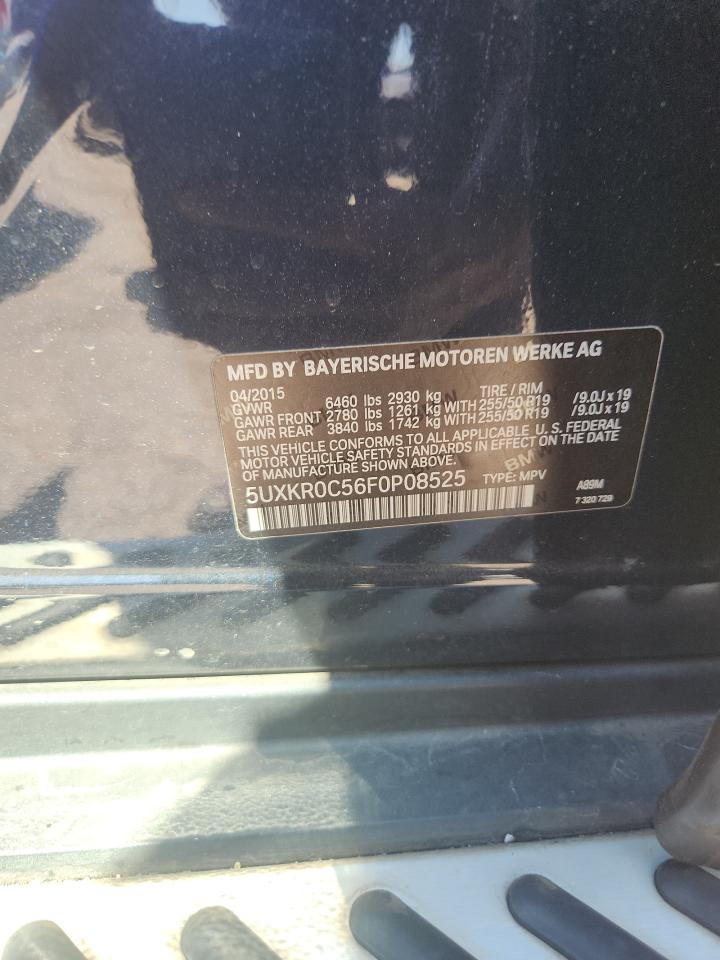 MFD BY BAYERISCHE MOTOREN WERKE AG
04/2015 TIRE / RIM
GVWR 6460 lbs 2930 kg
GAWR FRONT 2780 lbs 1261 kg WITH 255/50 R19 /9.0J x 19
GAWR REAR 3840 lbs 1742 kg WITH 255/50 R19 /9.0J x 19
THIS VEHICLE CONFORMS TO ALL APPLICABLE U. S. FEDERAL
MOTOR VEHICLE SAFETY STANDARDS IN EFFECT ON THE DATE
OF MANUFACTURE SHOWN ABOVE.
5UXKR0C56F0P08525 TYPE: MPV A89M
7 320 729